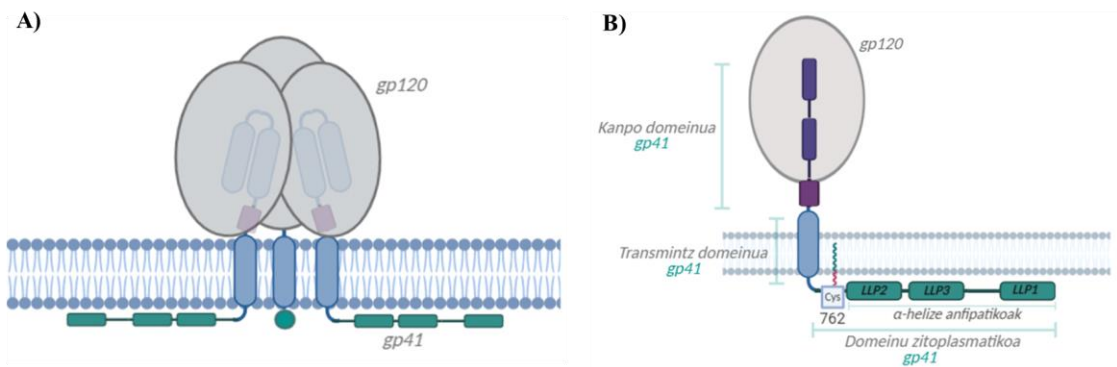 A)
gp120
gp41
B)
gp120
Kanpo domeinua
gp41
Transmintz domeinua
gp41
Cys
762
LLP2
LLP3
LLP1
α-helize anfipatikoak
Domeinu zitoplasmatikoa
gp41